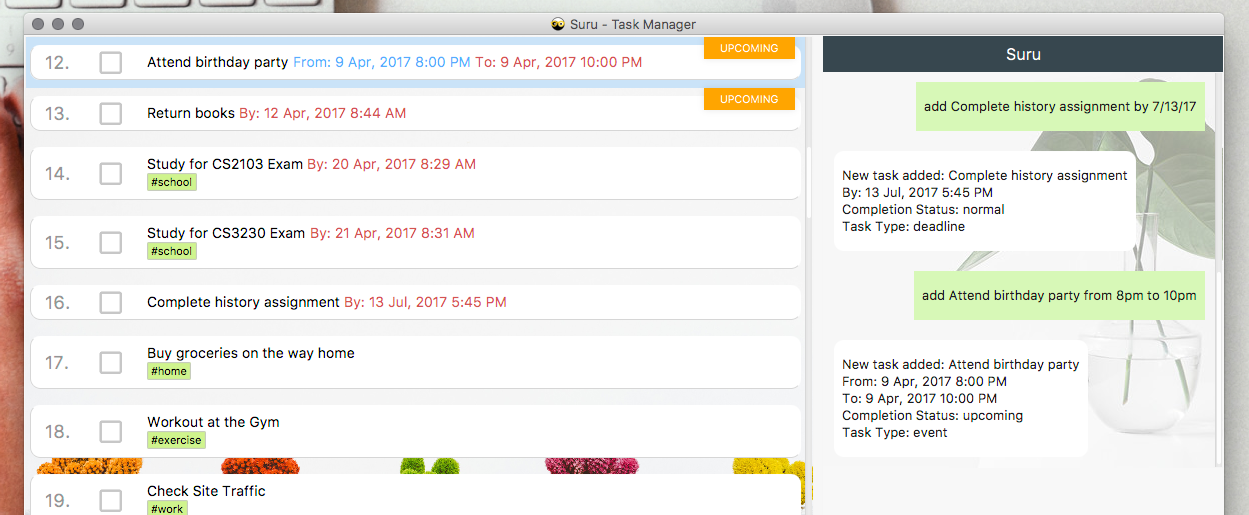 Suru - Task Manager
12. Attend birthday party From: 9 Apr, 2017 8:00 PM To: 9 Apr, 2017 10:00 PM
UPCOMING
13. Return books By: 12 Apr, 2017 8:44 AM
UPCOMING
14. Study for CS2103 Exam By: 20 Apr, 2017 8:29 AM
#school
15. Study for CS3230 Exam By: 21 Apr, 2017 8:31 AM
#school
16. Complete history assignment By: 13 Jul, 2017 5:45 PM
17. Buy groceries on the way home
#home
18. Workout at the Gym
#exercise
19. Check Site Traffic
#work
Suru
add Complete history assignment by 7/13/17
New task added: Complete history assignment
By: 13 Jul, 2017 5:45 PM
Completion Status: normal
Task Type: deadline
add Attend birthday party from 8pm to 10pm
New task added: Attend birthday party
From: 9 Apr, 2017 8:00 PM
To: 9 Apr, 2017 10:00 PM
Completion Status: upcoming
Task Type: event